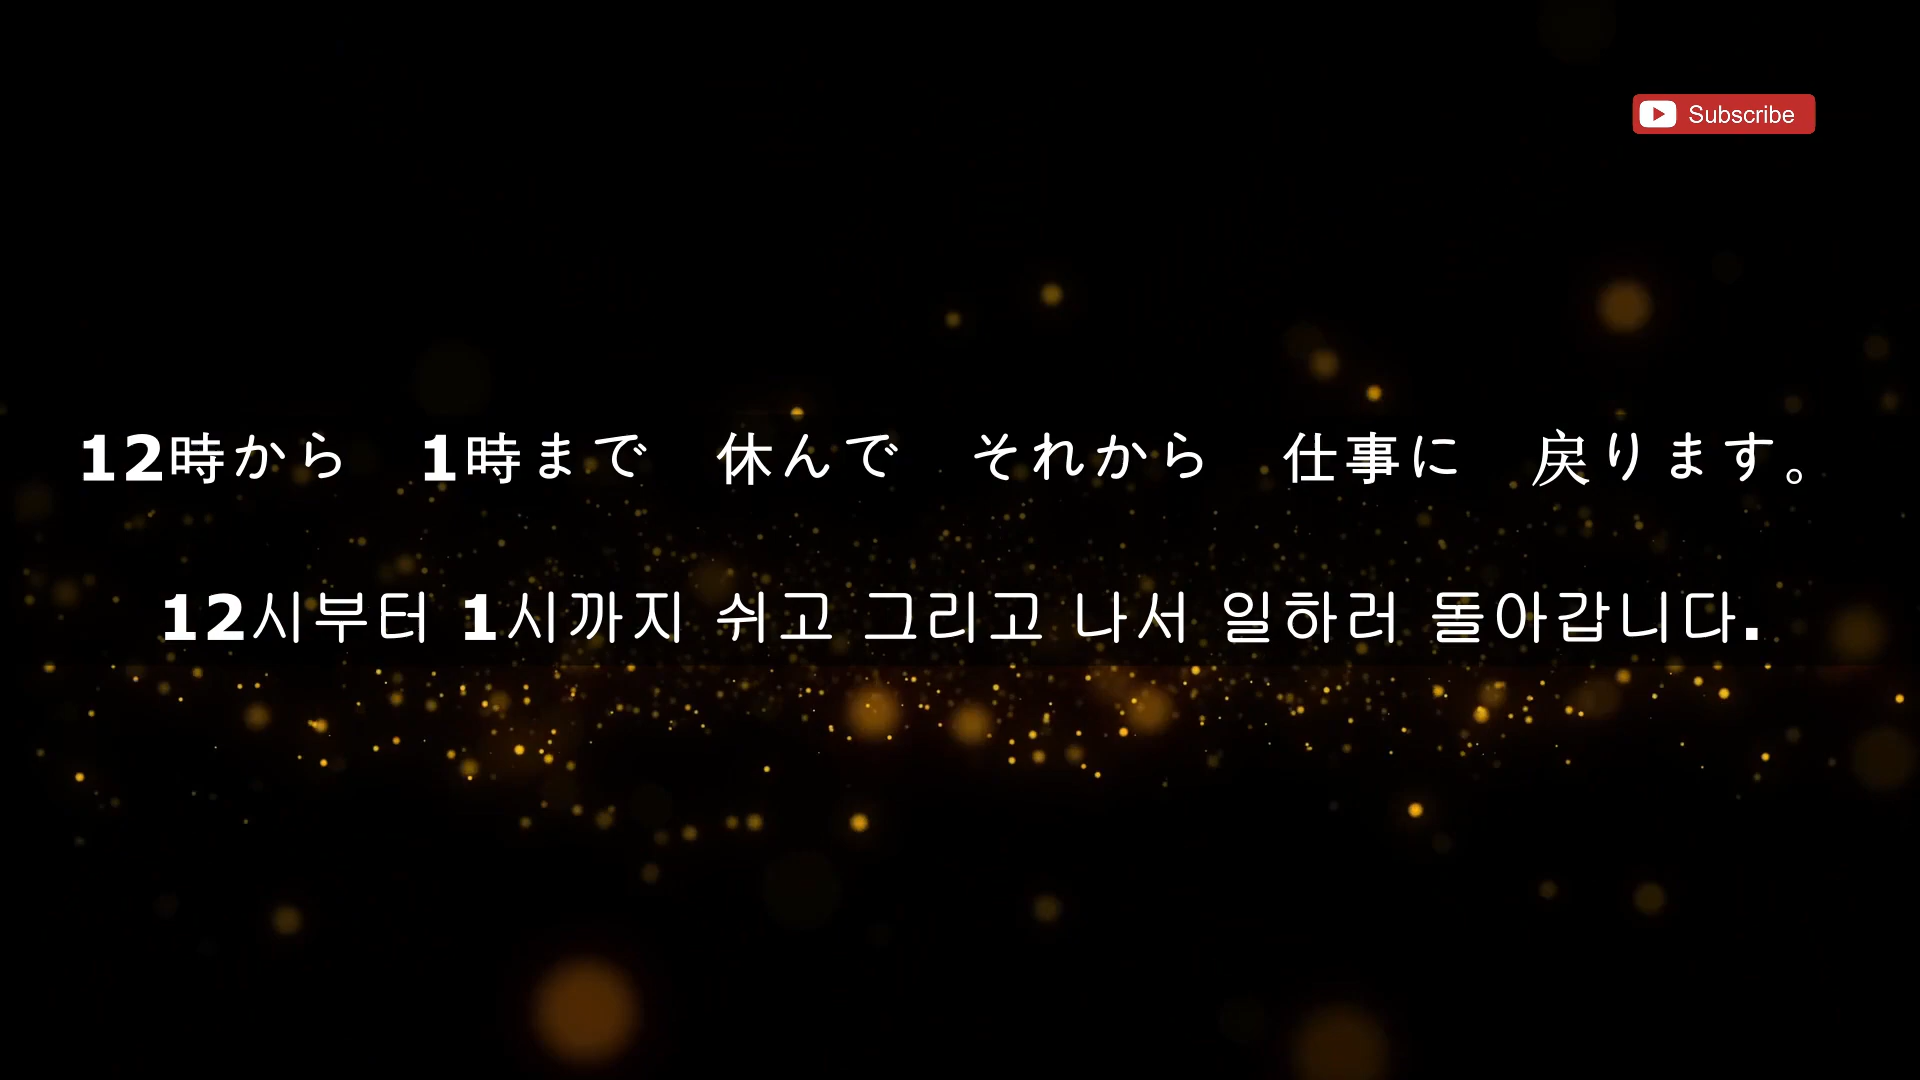 Subscribe
12時から　1時まで　休んで　それから　仕事に　戻ります。
12시부터 1시까지 쉬고 그리고 나서 일하러 돌아갑니다.